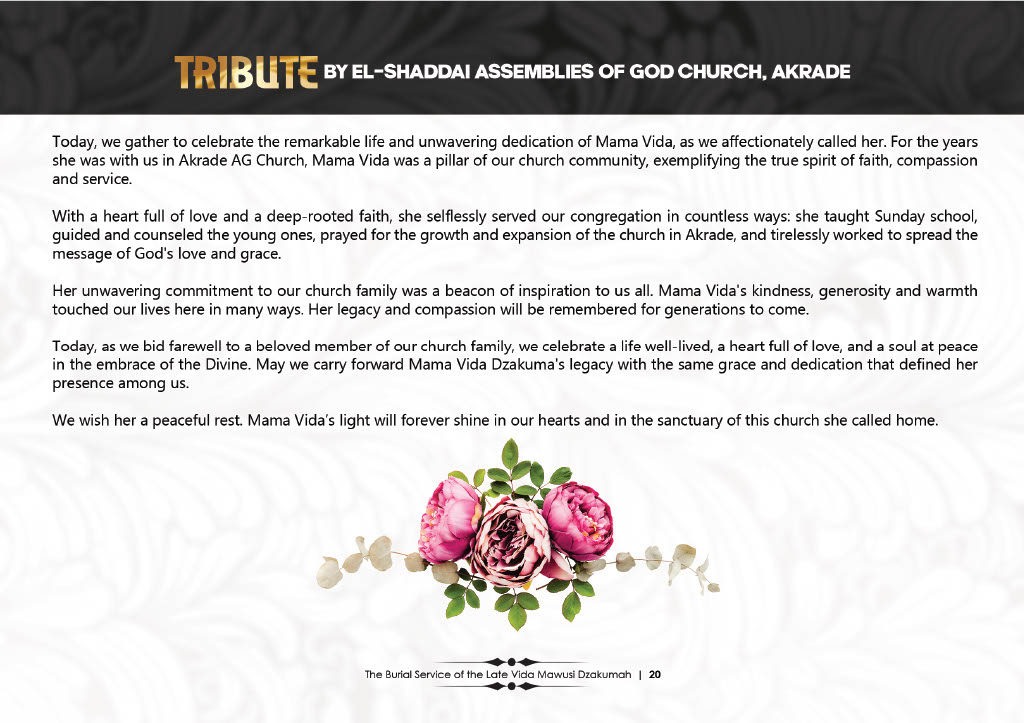 TRIBUTE BY EL-SHADDAI ASSEMBLIES OF GOD CHURCH, AKRADE
Today, we gather to celebrate the remarkable life and unwavering dedication of Mama Vida, as we affectionately called her. For the years
she was with us in Akrade AG Church, Mama Vida was a pillar of our church community, exemplifying the true spirit of faith, compassion
and service.
With a heart full of love and a deep-rooted faith, she selflessly served our congregation in countless ways: she taught Sunday school,
guided and counseled the young ones, prayed for the growth and expansion of the church in Akrade, and tirelessly worked to spread the
message of God's love and grace.
Her unwavering commitment to our church family was a beacon of inspiration to us all. Mama Vida's kindness, generosity and warmth
touched our lives here in many ways. Her legacy and compassion will be remembered for generations to come.
Today, as we bid farewell to a beloved member of our church family, we celebrate a life well-lived, a heart full of love, and a soul at peace
in the embrace of the Divine. May we carry forward Mama Vida Dzakuma's legacy with the same grace and dedication that defined her
presence among us.
We wish her a peaceful rest. Mama Vida’s light will forever shine in our hearts and in the sanctuary of this church she called home.
The Burial Service of the Late Vida Mawusi Dzakumah | 20